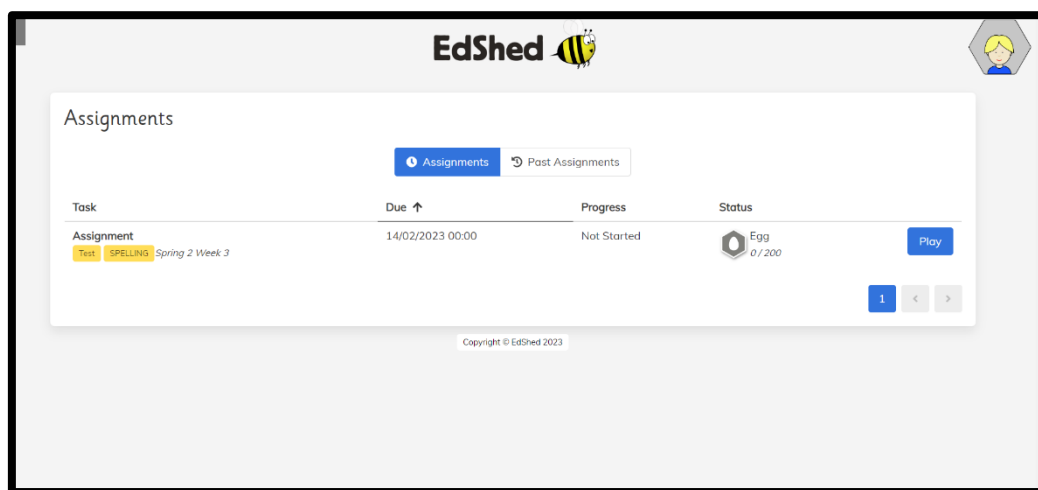 EdShed
Assignments
Assignments Past Assignments
Task Due ↑ Progress Status
Assignment 14/02/2023 00:00 Not Started Egg Play
Test SPELLING Spring 2 Week 3 0 / 200
1 < >
Copyright © EdShed 2023